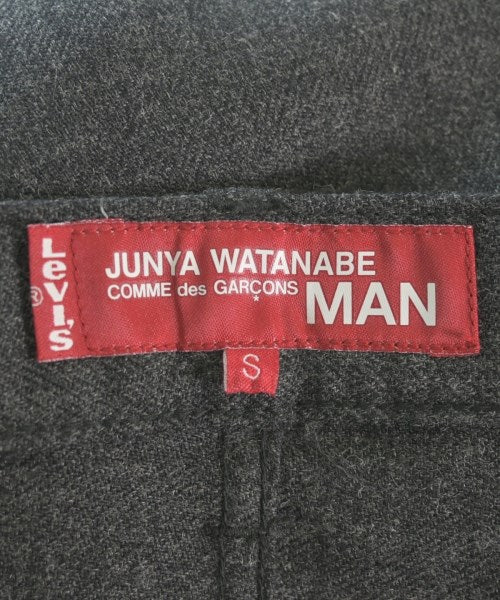 LEVI'S
®
JUNYA WATANABE
COMME des GARÇONS
*
MAN
S